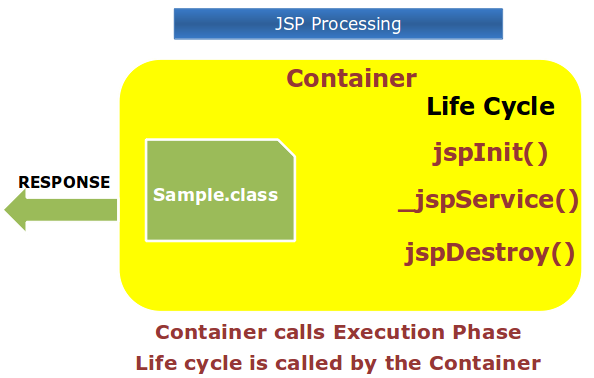 JSP Processing
Container
Life Cycle
jspInit()
RESPONSE
Sample.class
_jspService()
jspDestroy()
Container calls Execution Phase
Life cycle is called by the Container